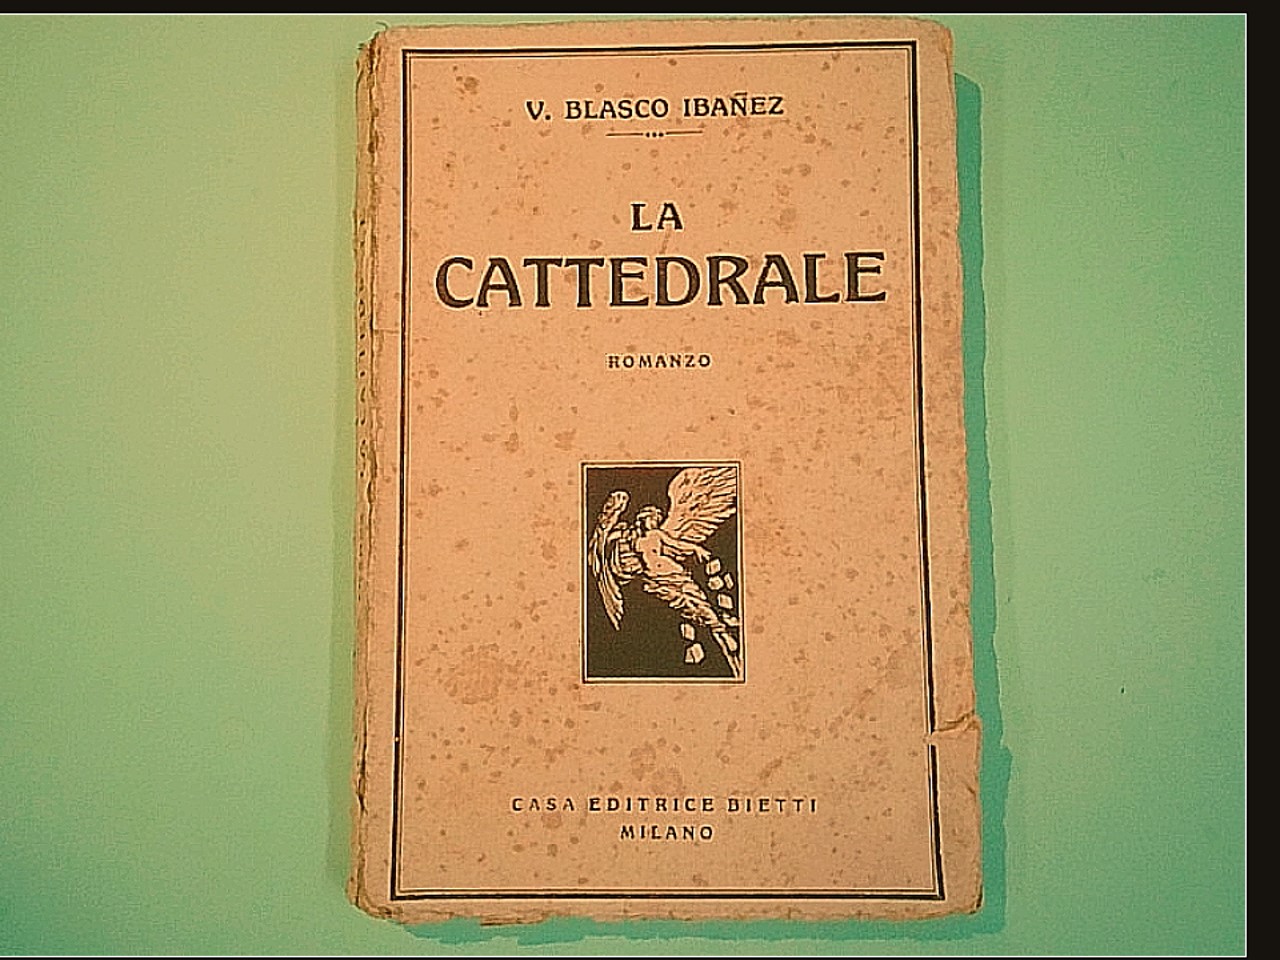 V. BLASCO IBAÑEZ
LA
CATTEDRALE
ROMANZO
CASA EDITRICE BIETTI
MILANO